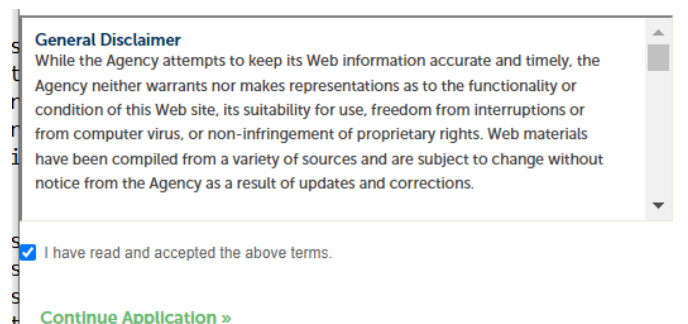 General Disclaimer
While the Agency attempts to keep its Web information accurate and timely, the
Agency neither warrants nor makes representations as to the functionality or
condition of this Web site, its suitability for use, freedom from interruptions or
from computer virus, or non-infringement of proprietary rights. Web materials
have been compiled from a variety of sources and are subject to change without
notice from the Agency as a result of updates and corrections.
I have read and accepted the above terms.
Continue Application »